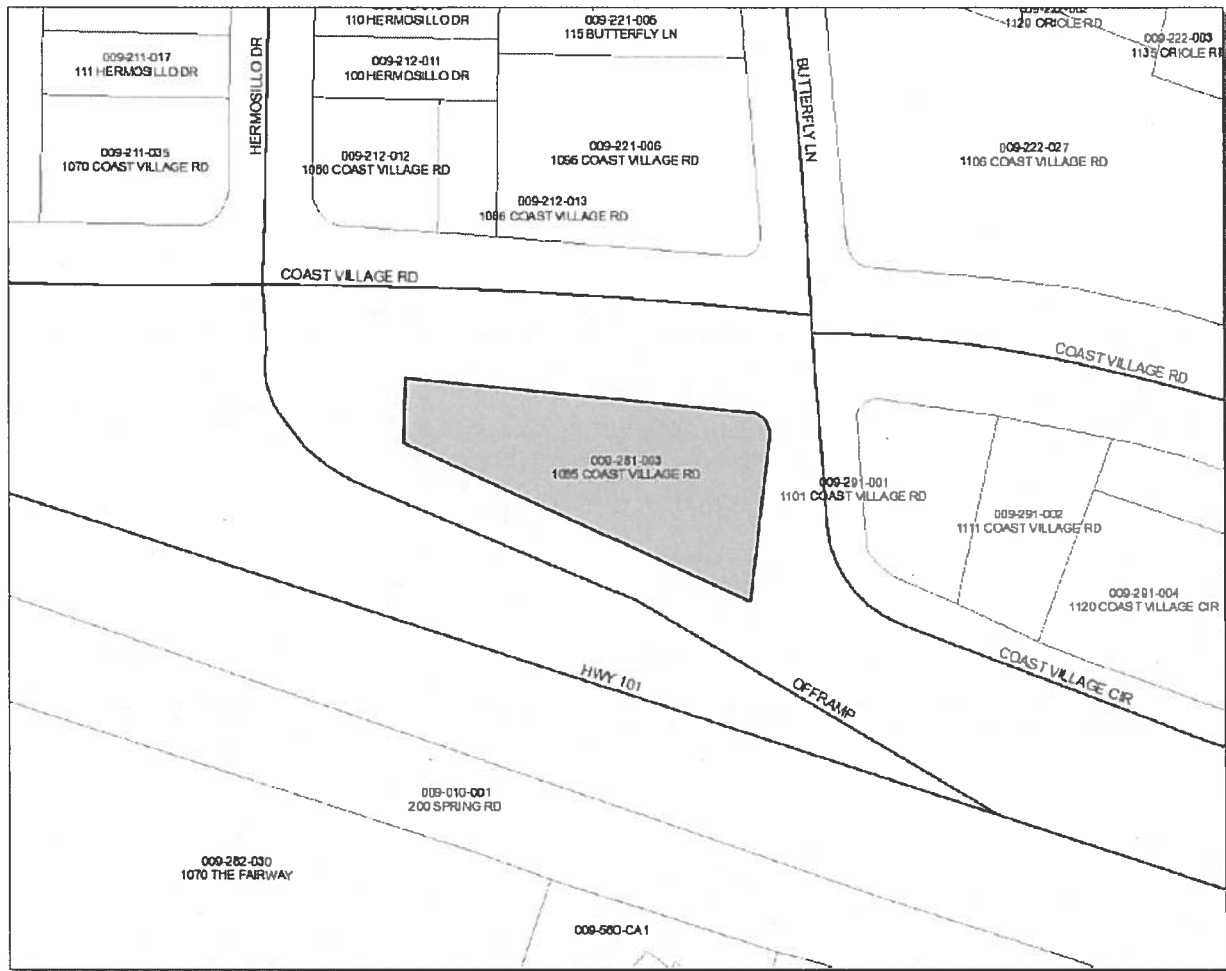 110 HERMOSILLO DR
009-221-005
115 BUTTERFLY LN
1120 ORIOLE RD
009-222-003
1135 ORIOLE RD
009-211-017
111 HERMOSILLO DR
HERMOSILLO DR
009-212-011
100 HERMOSILLO DR
BUTTERFLY LN
009-211-035
1070 COAST VILLAGE RD
009-212-012
1080 COAST VILLAGE RD
009-221-006
1096 COAST VILLAGE RD
009-222-027
1106 COAST VILLAGE RD
009-212-013
1086 COAST VILLAGE RD
COAST VILLAGE RD
COAST VILLAGE RD
009-281-003
1085 COAST VILLAGE RD
009-291-001
1101 COAST VILLAGE RD
009-291-002
1111 COAST VILLAGE RD
009-291-004
1120 COAST VILLAGE CIR
COAST VILLAGE CIR
HWY 101
OFFRAMP
009-010-001
200 SPRING RD
009-282-030
1070 THE FAIRWAY
009-560-CA1